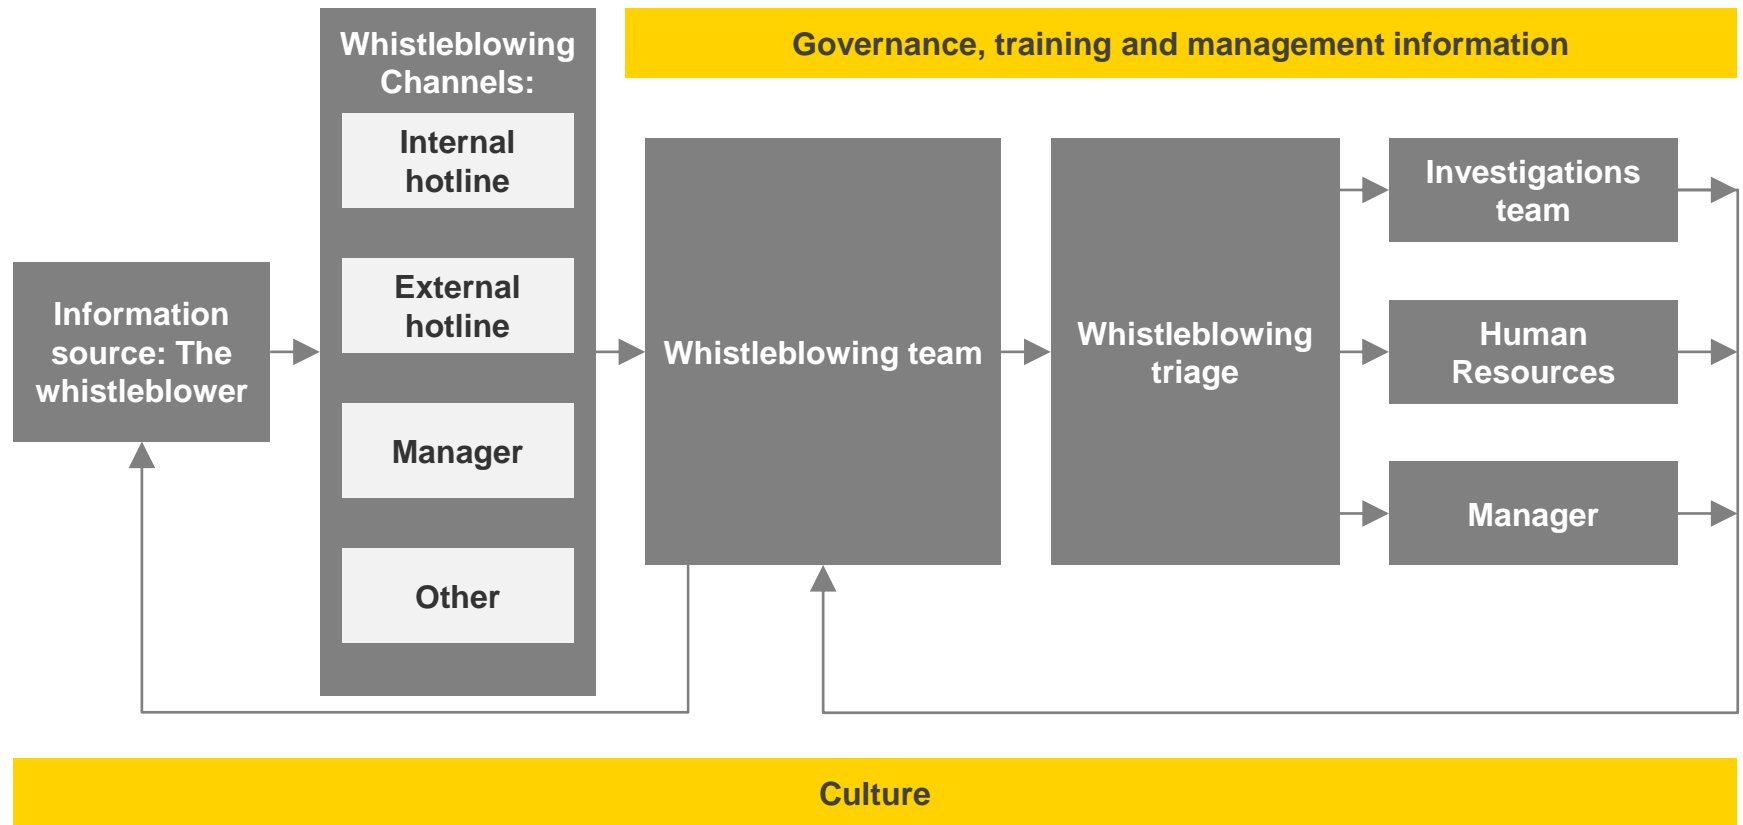 Whistleblowing
Channels:
Internal
hotline
External
hotline
Manager
Other
Governance, training and management information
Information
source: The
whistleblower
Whistleblowing team
Whistleblowing
triage
Investigations
team
Human
Resources
Manager
Culture